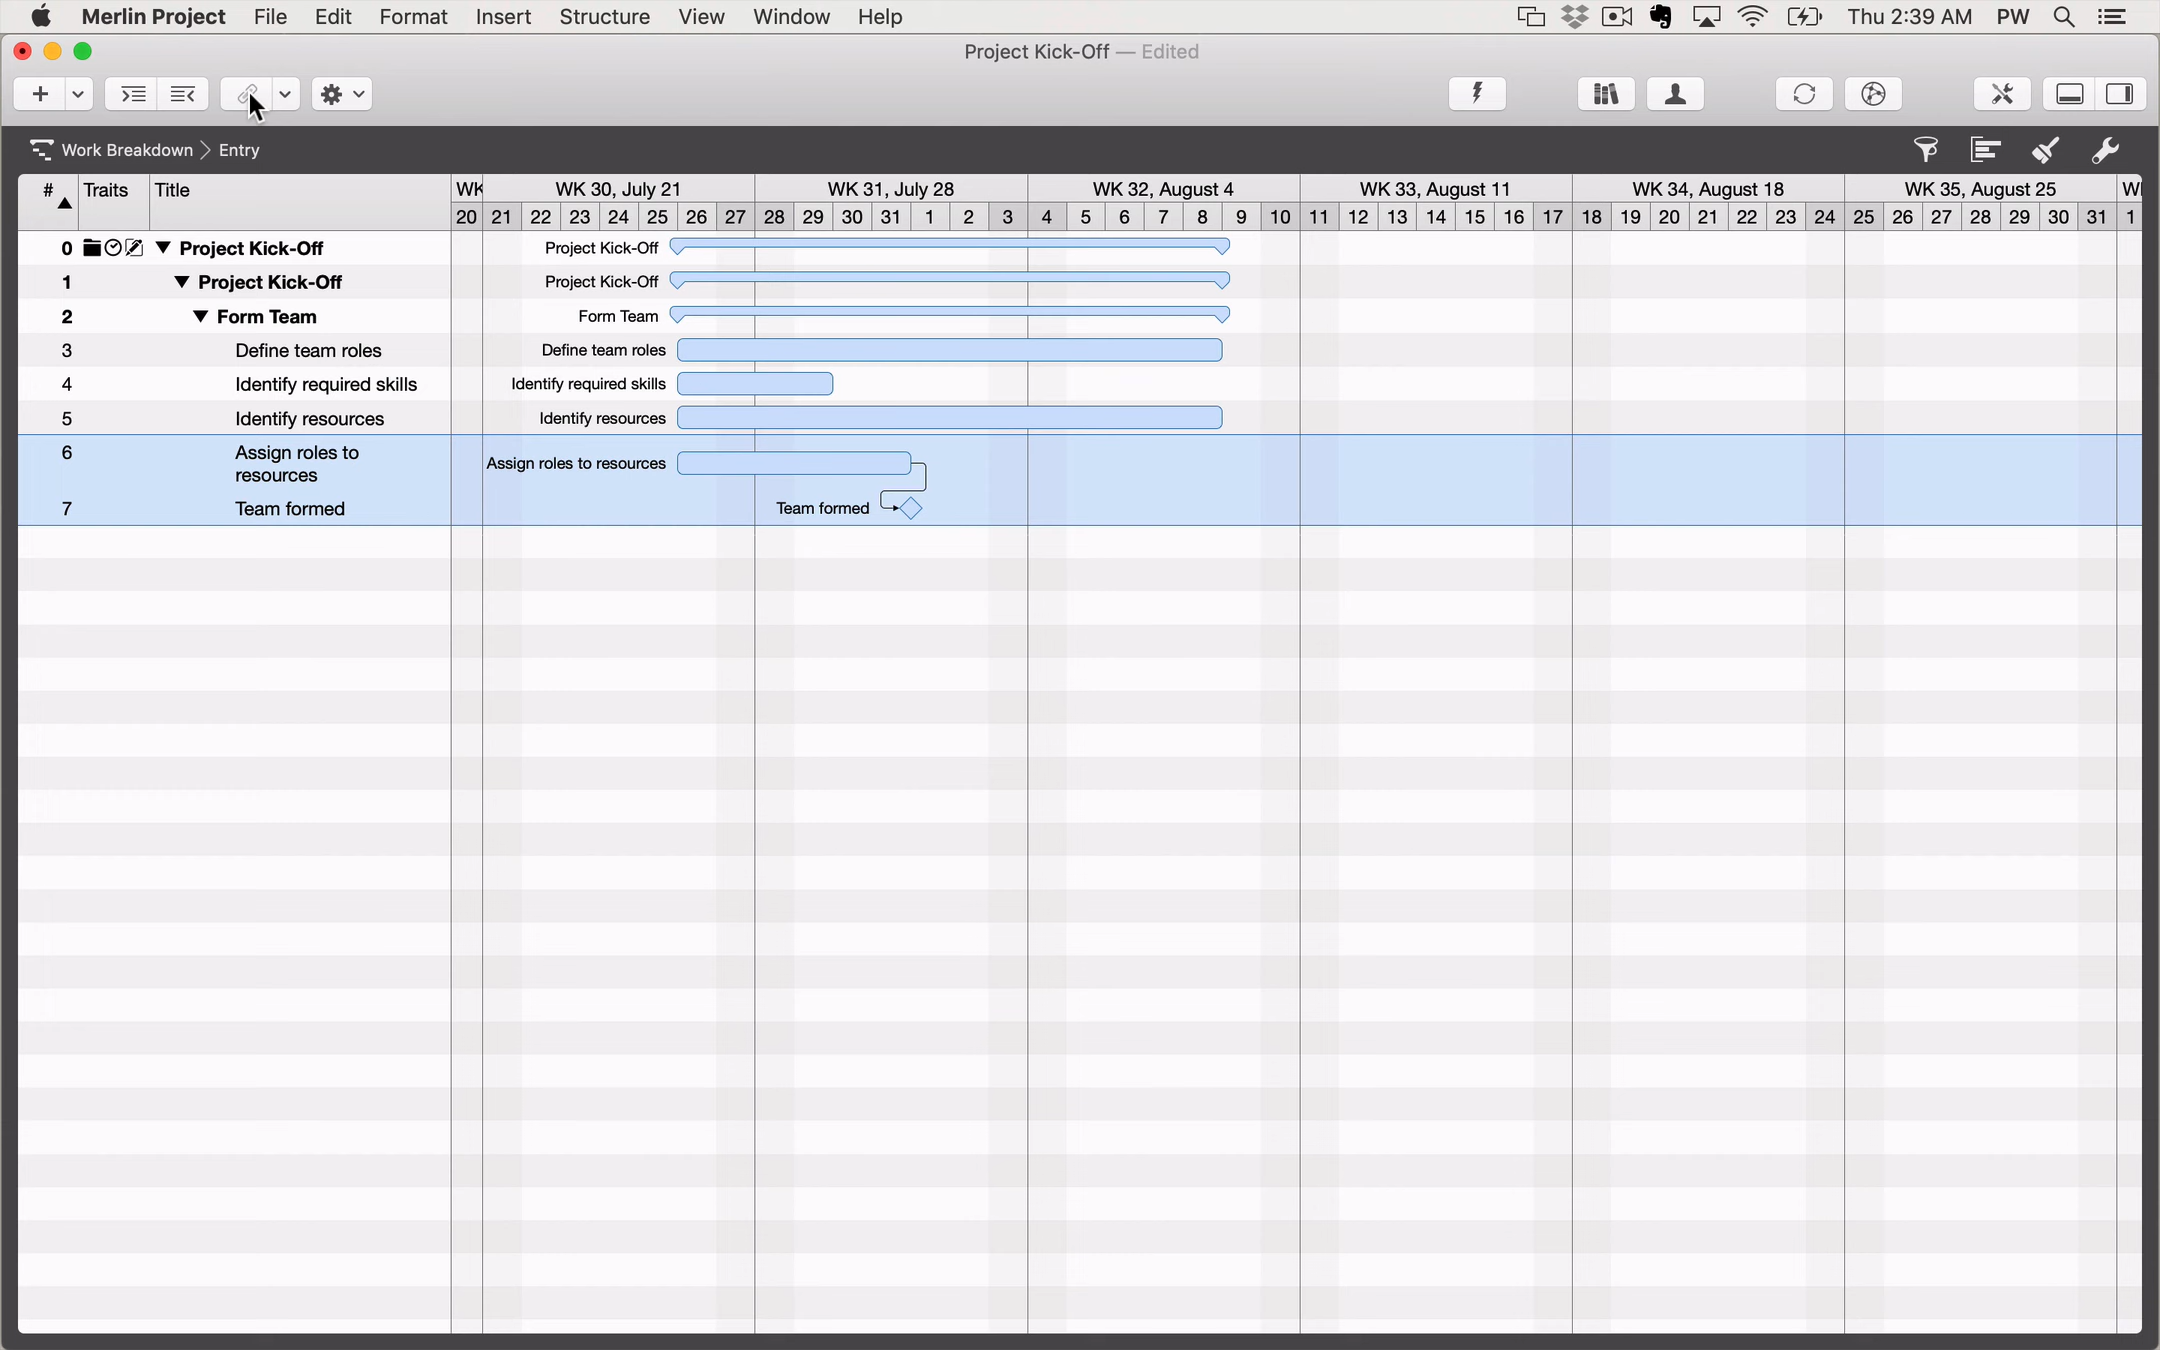 Merlin Project File Edit Format Insert Structure View Window Help Thu 2:39 AM PW
Project Kick-Off — Edited
Work Breakdown Entry
# Traits Title WK WK 30, July 21 WK 31, July 28 WK 32, August 4 WK 33, August 11 WK 34, August 18 WK 35, August 25 W
20 21 22 23 24 25 26 27 28 29 30 31 1 2 3 4 5 6 7 8 9 10 11 12 13 14 15 16 17 18 19 20 21 22 23 24 25 26 27 28 29 30 31 1
0 Project Kick-Off Project Kick-Off
1 Project Kick-Off Project Kick-Off
2 Form Team Form Team
3 Define team roles Define team roles
4 Identify required skills Identify required skills
5 Identify resources Identify resources
6 Assign roles to
resources
Assign roles to resources
7 Team formed Team formed